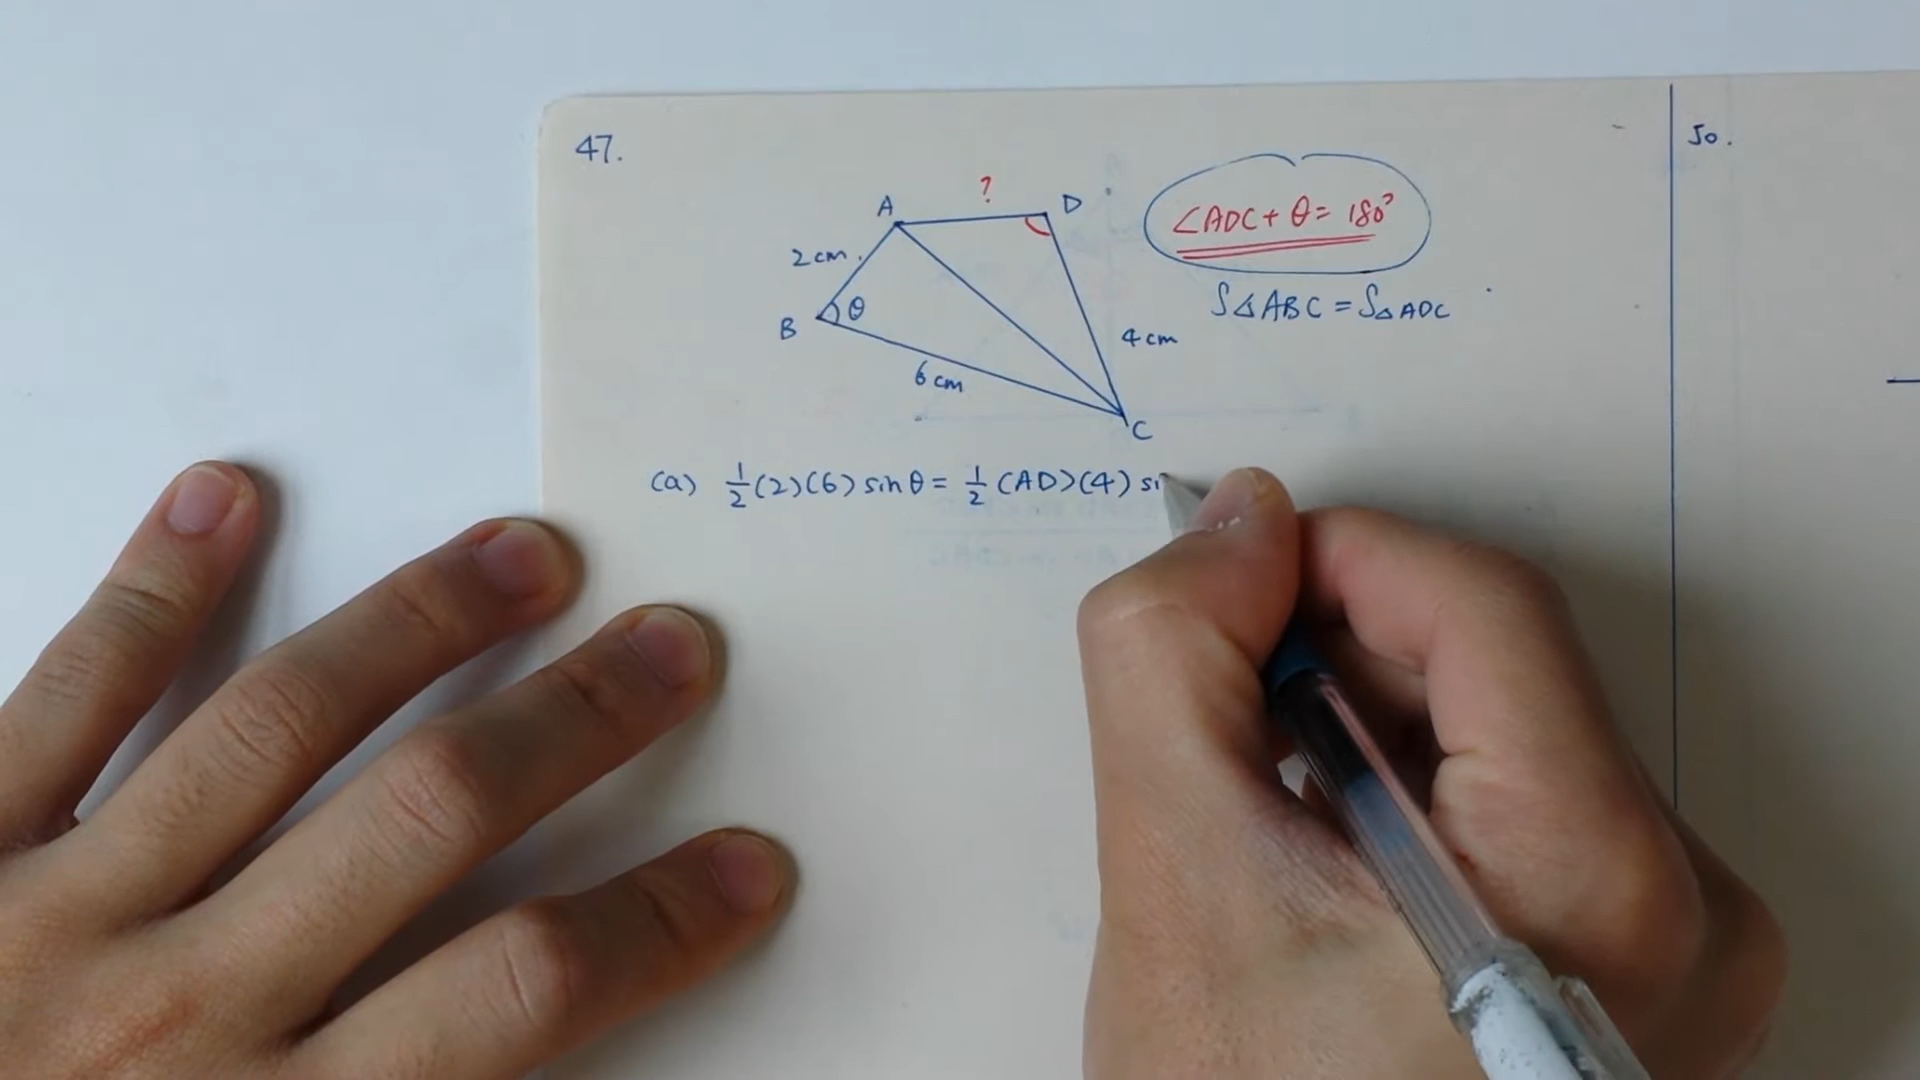 47.
50.
?
A
D
∠ADC + θ = 180°
2 cm
θ
B
S△ABC = S△ADC
4 cm
6 cm
C
(a) 1/2 (2)(6) sin θ = 1/2 (AD)(4) si